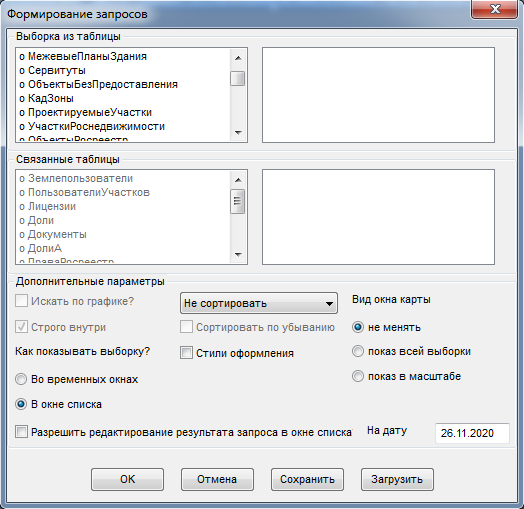 Формирование запросов
Выборка из таблицы
о МежевыеПланыЗдания
о Сервитуты
о ОбъектыБезПредоставления
о КадЗоны
о ПроектируемыеУчастки
о УчасткиРоснедвижимости
о ОбъектыРосреестр
Связанные таблицы
о Землепользователи
о ПользователиУчастков
о Лицензии
о Доли
о Документы
о ДолиА
о ПраваРосреестр
Дополнительные параметры
Искать по графике?
Не сортировать
Вид окна карты
Строго внутри
Сортировать по убыванию
не менять
Как показывать выборку?
Стили оформления
показ всей выборки
Во временных окнах
показ в масштабе
В окне списка
Разрешить редактирование результата запроса в окне списка
На дату
26.11.2020
OK
Отмена
Сохранить
Загрузить